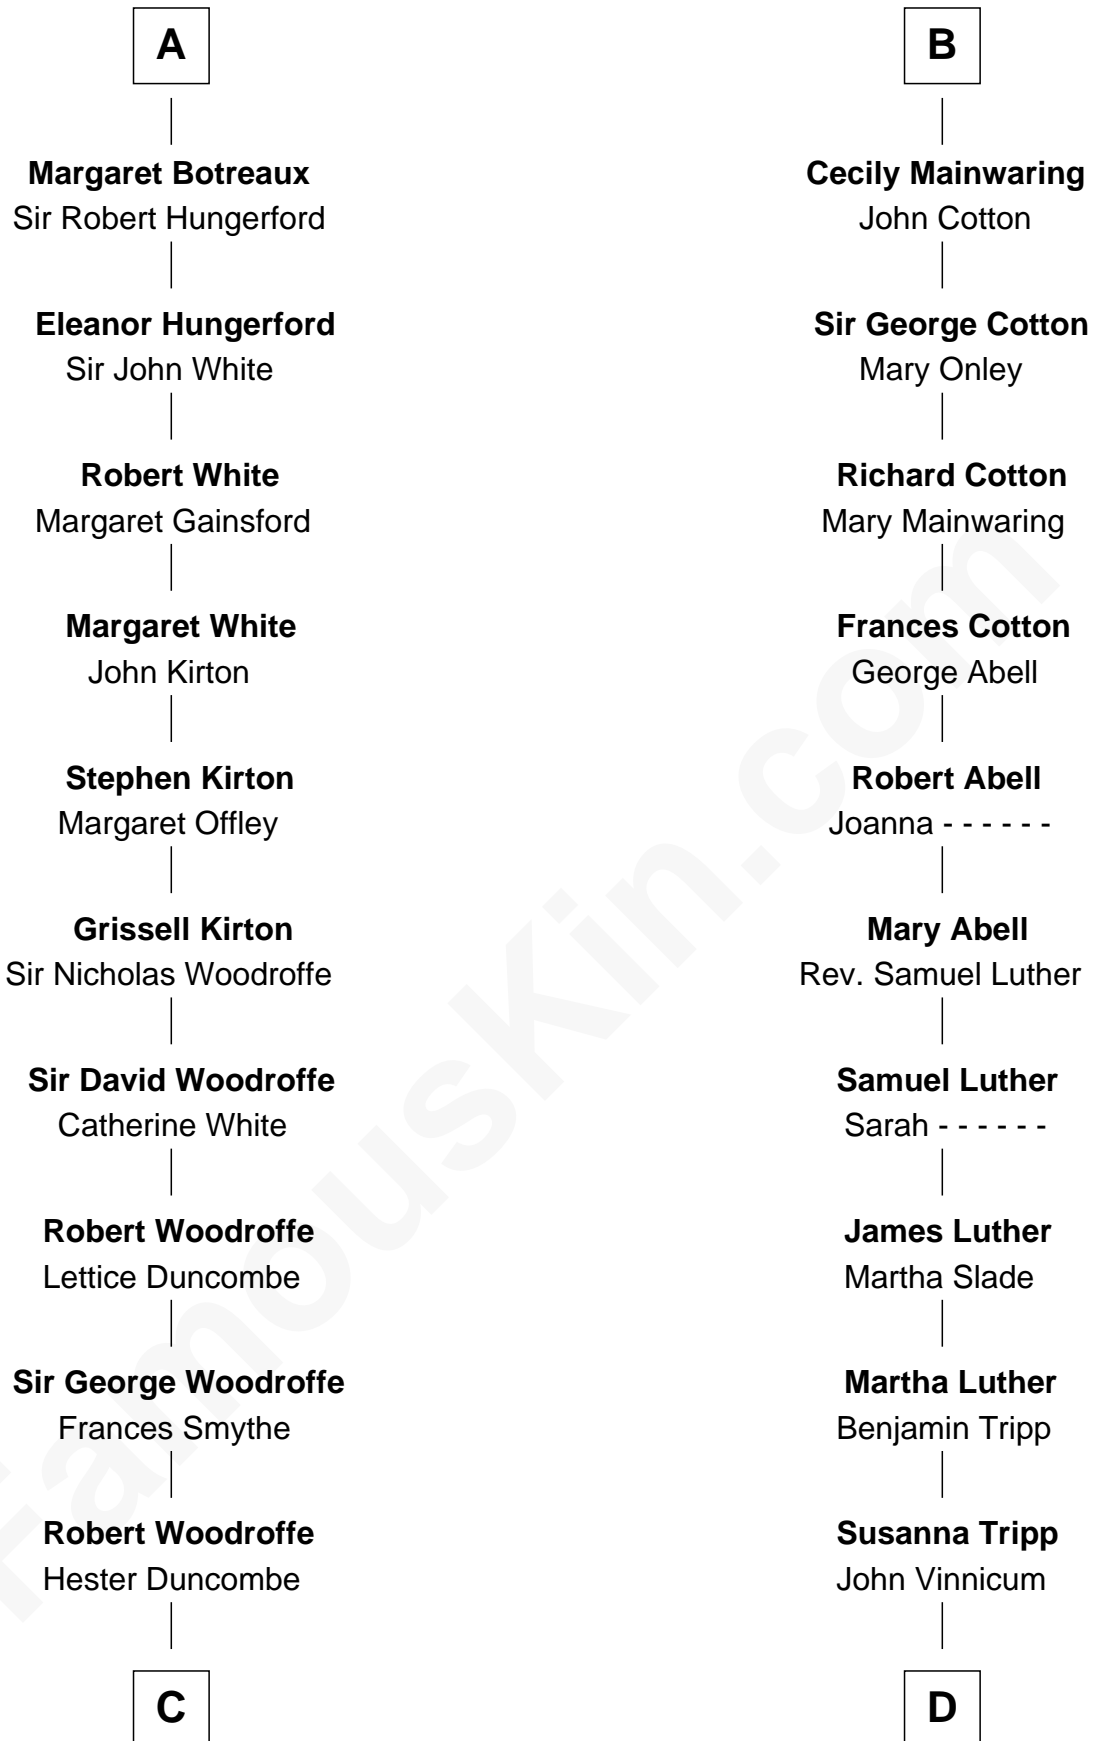 A
Margaret Botreaux
Sir Robert Hungerford
Eleanor Hungerford
Sir John White
Robert White
Margaret Gainsford
Margaret White
John Kirton
Stephen Kirton
Margaret Offley
Grissell Kirton
Sir Nicholas Woodroffe
Sir David Woodroffe
Catherine White
Robert Woodroffe
Lettice Duncombe
Sir George Woodroffe
Frances Smythe
Robert Woodroffe
Hester Duncombe
C
B
Cecily Mainwaring
John Cotton
Sir George Cotton
Mary Onley
Richard Cotton
Mary Mainwaring
Frances Cotton
George Abell
Robert Abell
Joanna - - - - - -
Mary Abell
Rev. Samuel Luther
Samuel Luther
Sarah - - - - - -
James Luther
Martha Slade
Martha Luther
Benjamin Tripp
Susanna Tripp
John Vinnicum
D
FamousKin.com